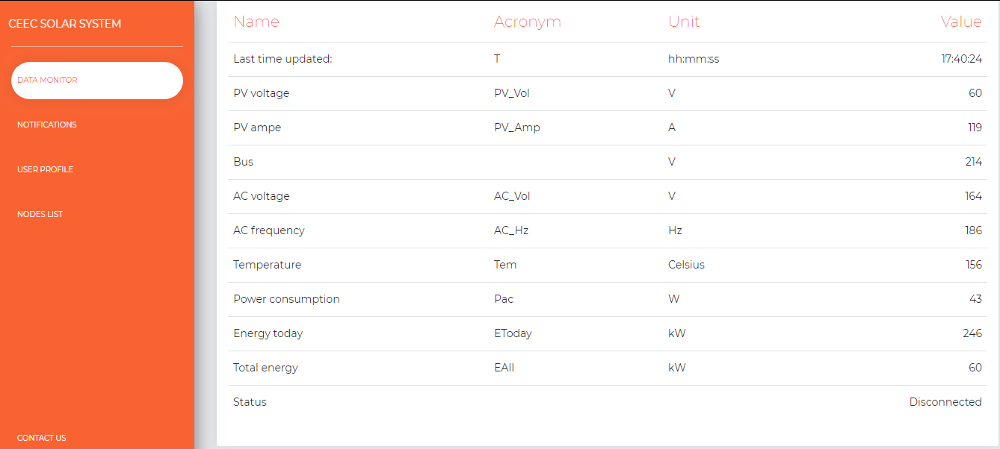 CEEC SOLAR SYSTEM
DATA MONITOR
NOTIFICATIONS
USER PROFILE
NODES LIST
CONTACT US
Name Acronym Unit Value
Last time updated: T hh:mm:ss 17:40:24
PV voltage PV_Vol V 60
PV ampe PV_Amp A 119
Bus V 214
AC voltage AC_Vol V 164
AC frequency AC_Hz Hz 186
Temperature Tem Celsius 156
Power consumption Pac W 43
Energy today EToday kW 246
Total energy EAll kW 60
Status Disconnected